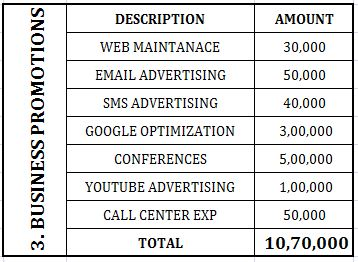 3. BUSINESS PROMOTIONS
DESCRIPTION AMOUNT
WEB MAINTANACE 30,000
EMAIL ADVERTISING 50,000
SMS ADVERTISING 40,000
GOOGLE OPTIMIZATION 3,00,000
CONFERENCES 5,00,000
YOUTUBE ADVERTISING 1,00,000
CALL CENTER EXP 50,000
TOTAL 10,70,000